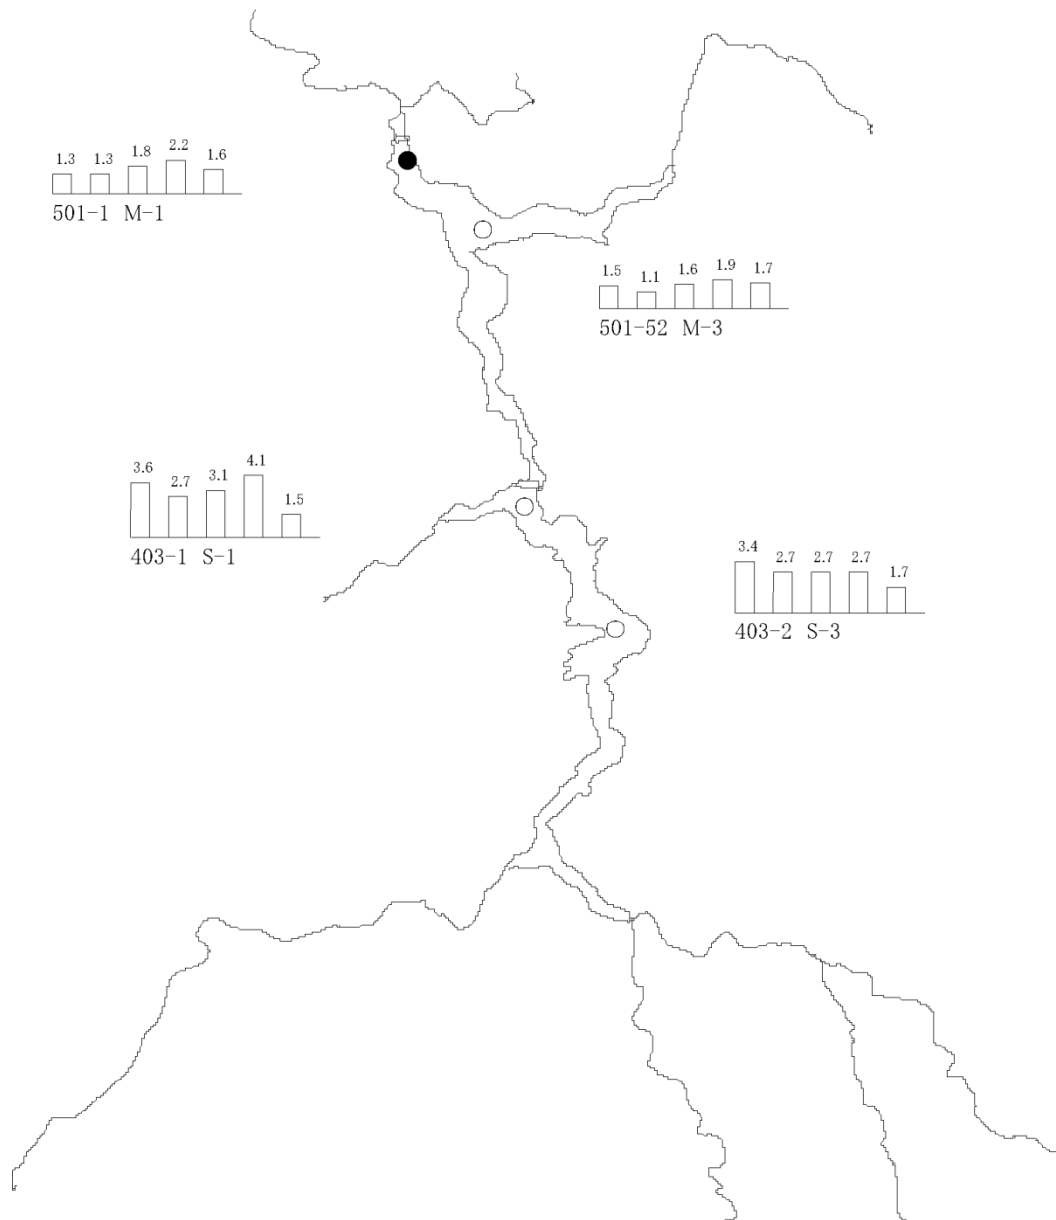 1.3 1.3 1.8 2.2 1.6
501-1 M-1
1.5 1.1 1.6 1.9 1.7
501-52 M-3
3.6 2.7 3.1 4.1 1.5
403-1 S-1
3.4 2.7 2.7 2.7 1.7
403-2 S-3